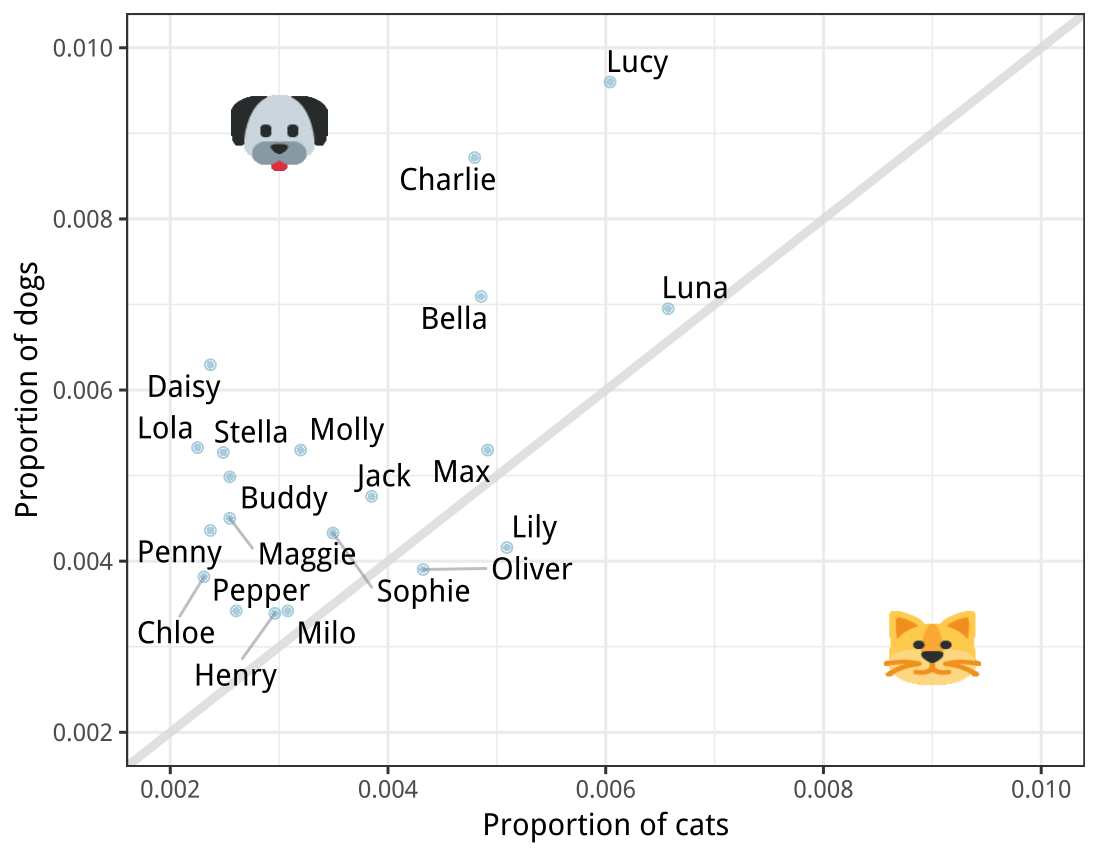 0.010
0.008
0.006
0.004
0.002
Proportion of dogs
Lucy
Charlie
Luna
Bella
Daisy
Lola
Stella
Molly
Max
Jack
Buddy
Lily
Penny
Maggie
Oliver
Pepper
Sophie
Chloe
Milo
Henry
0.002
0.004
0.006
0.008
0.010
Proportion of cats